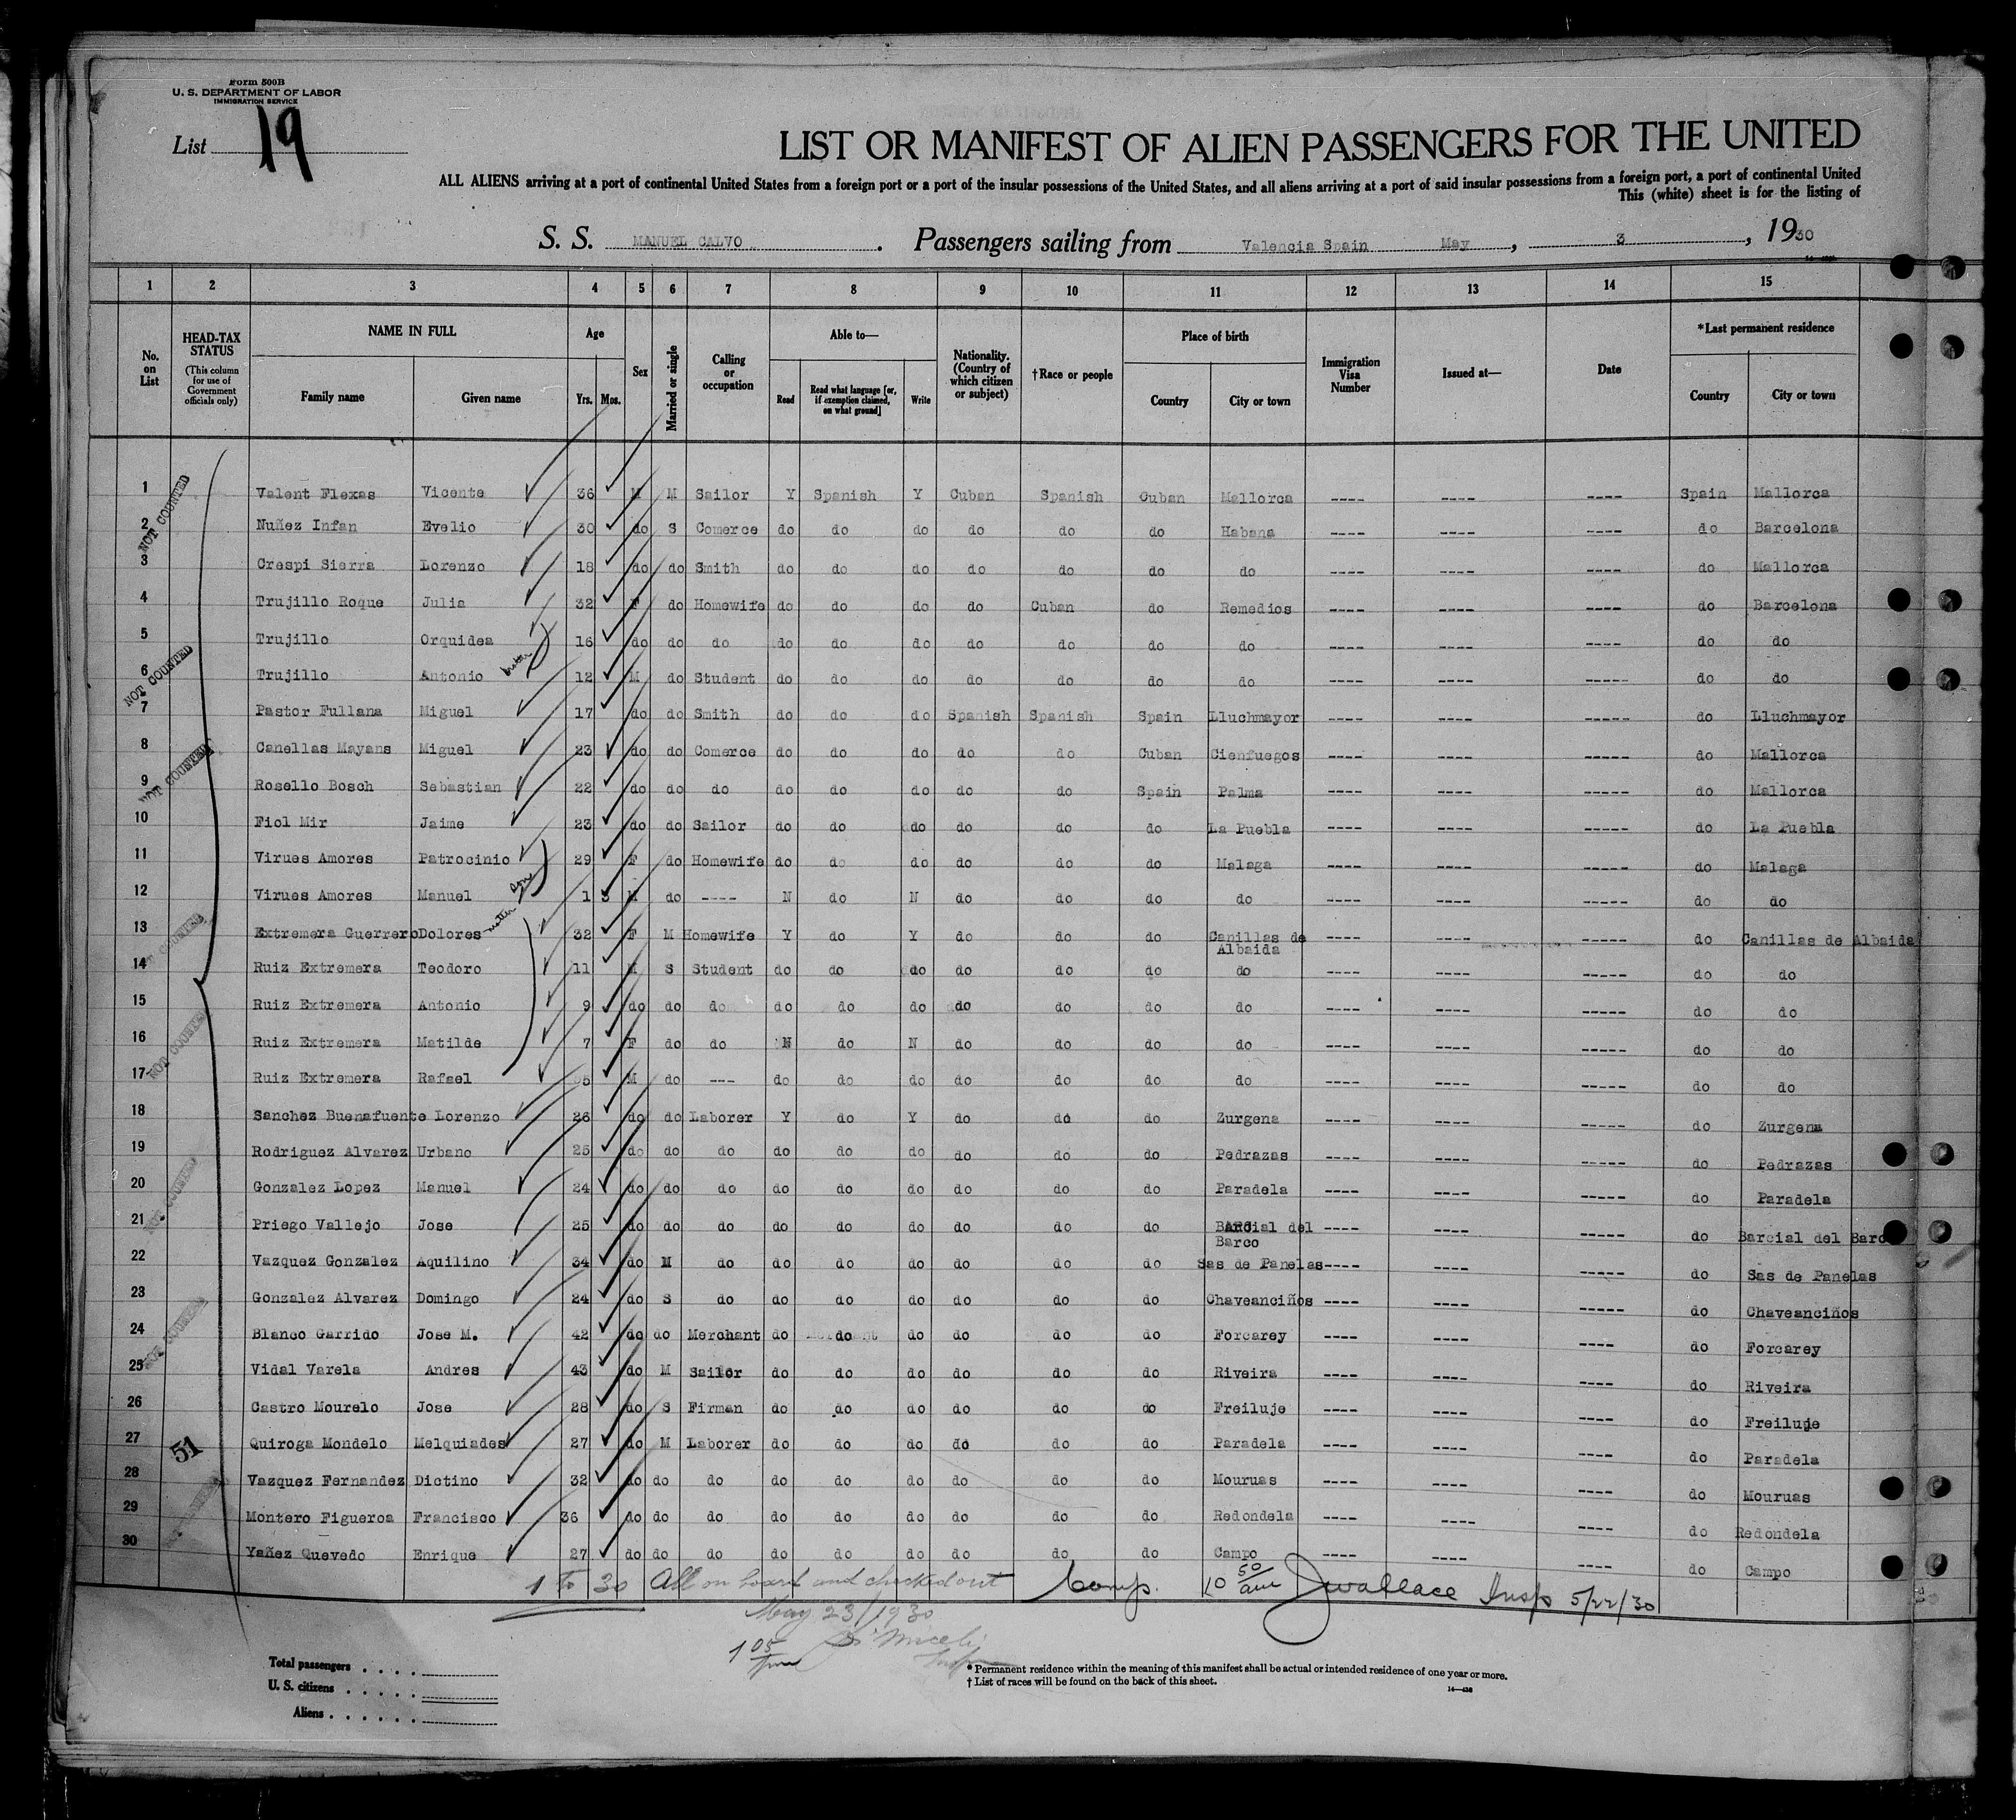 Form 500B
U. S. DEPARTMENT OF LABOR
IMMIGRATION SERVICE
List 19
LIST OR MANIFEST OF ALIEN PASSENGERS FOR THE UNITED
ALL ALIENS arriving at a port of continental United States from a foreign port or a port of the insular possessions of the United States, and all aliens arriving at a port of said insular possessions from a foreign port, a port of continental United
This (white) sheet is for the listing of
S. S. MANUEL CALVO . Passengers sailing from Valencia Spain May , 3 , 1930
1 2 3 4 5 6 7 8 9 10 11 12 13 14 15
No. on List HEAD-TAX STATUS (This column for use of Government officials only) NAME IN FULL Family name Given name Age Yrs. Mos. Sex Married or single Calling or occupation Able to— Read Read what language [or, if exemption claimed, on what ground] Write Nationality. (Country of which citizen or subject) †Race or people Place of birth Country City or town Immigration Visa Number Issued at— Date *Last permanent residence Country City or town
1 Valent Flexas Vicente 36 M M Sailor Y Spanish Y Cuban Spanish Cuban Mallorca ---- ---- ---- Spain Mallorca
2 Nuñez Infan Evelio 30 do S Comerce do do do do do do Habana ---- ---- ---- do Barcelona
3 Crespi Sierra Lorenzo 18 do do Smith do do do do do do do ---- ---- ---- do Mallorca
4 Trujillo Roque Julia 32 F do Homewife do do do do Cuban do Remedios ---- ---- ---- do Barcelona
5 Trujillo Orquidea 16 do do do do do do do do do do ---- ---- ---- do do
6 Trujillo Antonio 12 M do Student do do do do do do do ---- ---- ----- do do
7 Pastor Fullana Miguel 17 do do Smith do do do Spanish Spanish Spain Lluchmayor ---- ---- ----- do Lluchmayor
8 Canellas Mayans Miguel 23 do do Comerce do do do do do Cuban Cienfuegos ---- ---- ----- do Mallorca
9 Rosello Bosch Sebastian 22 do do do do do do do do Spain Palma ---- ---- ----- do Mallorca
10 Fiol Mir Jaime 23 do do Sailor do do do do do do La Puebla ---- ---- ----- do La Puebla
11 Virues Amores Patrocinio 29 F do Homewife do do do do do do Malaga ---- ---- ----- do Malaga
12 Virues Amores Manuel son 1 3 M do ---- N do N do do do do ---- ---- ----- do do
13 Extremera Guerrero Dolores mother 32 F M Homewife Y do Y do do do Canillas de Albaida ---- ---- ----- do Canillas de Albaida
14 Ruiz Extremera Teodoro 11 M S Student do do do do do do do ---- ---- ----- do do
15 Ruiz Extremera Antonio 9 do do do do do do do do do do ---- ---- ----- do do
16 Ruiz Extremera Matilde 7 F do do N do N do do do do ---- ---- ----- do do
17 Ruiz Extremera Rafael 05 M do --- do do do do do do do ---- ---- ----- do do
18 Sanchez Buenafuente Lorenzo 26 do do Laborer Y do Y do do do Zurgena ---- ---- ----- do Zurgena
19 Rodriguez Alvarez Urbano 25 do do do do do do do do do Pedrazas ---- ---- ----- do Pedrazas
20 Gonzalez Lopez Manuel 24 do do do do do do do do do Paradela ---- ---- ----- do Paradela
21 Priego Vallejo Jose 25 do do do do do do do do do Barcial del Barco ---- ---- ----- do Barcial del Barc
22 Vazquez Gonzalez Aquilino 34 do M do do do do do do do Sas de Panelas ---- ---- ----- do Sas de Panelas
23 Gonzalez Alvarez Domingo 24 do S do do do do do do do Chaveanciños ---- ---- ----- do Chaveanciños
24 Blanco Garrido Jose M. 42 do do Merchant do do do do do do Forcarey ---- ---- ---- do Forcarey
25 Vidal Varela Andres 43 do M Sailor do do do do do do Riveira ---- ---- ---- do Riveira
26 Castro Mourelo Jose 28 do S Firman do do do do do do Freiluje ---- ---- ---- do Freiluje
27 Quiroga Mondelo Melquiades 27 do M Laborer do do do do do do Paradela ---- ---- ---- do Paradela
28 Vazquez Fernandez Dictino 32 do do do do do do do do do Mouruas ---- ---- ---- do Mouruas
29 Montero Figueroa Francisco 36 do do do do do do do do do Redondela ---- ---- ---- do Redondela
30 Yañez Quevedo Enrique 27 do do do do do do do do do Campo ---- ---- ---- do Campo
NOT COUNTED
NOT COUNTED
NOT COUNTED
NOT COUNTED
NOT COUNTED
NOT COUNTED
NOT COUNTED
51
1 to 30 All on board and checked out Comp. 10 50 am JWallace Insp 5/22/30
May 23/1930
1 05 pm
Total passengers . . . .
U. S. citizens . . . . .
Aliens . . . . . .
* Permanent residence within the meaning of this manifest shall be actual or intended residence of one year or more.
† List of races will be found on the back of this sheet.